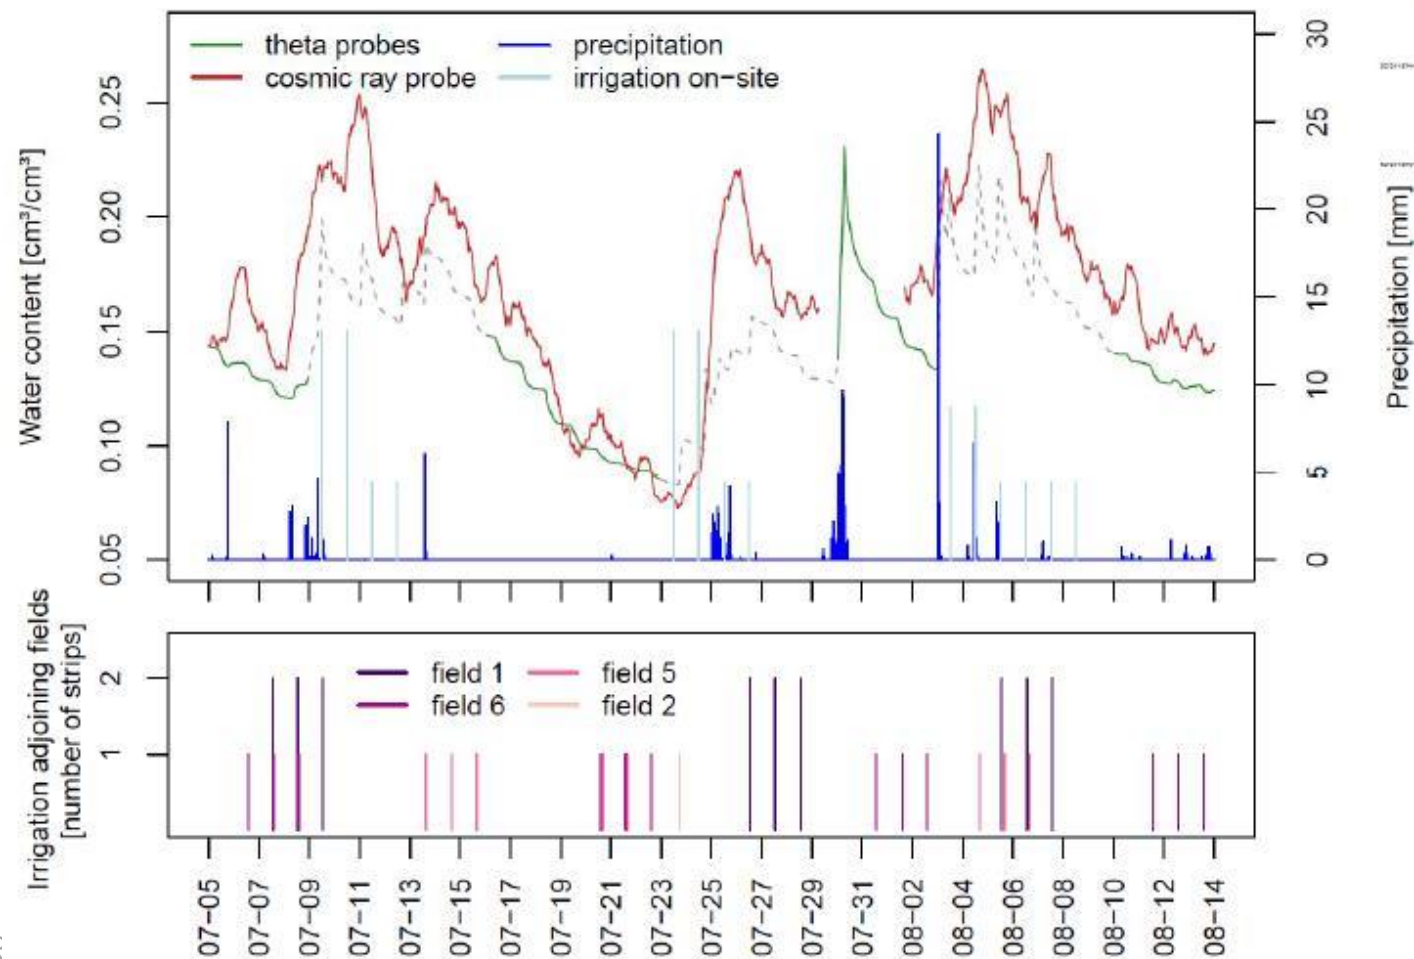 theta probes
cosmic ray probe
precipitation
irrigation on-site
Water content [cm³/cm³]
0.25
0.20
0.15
0.10
0.05
Precipitation [mm]
30
25
20
15
10
5
0
Irrigation adjoining fields
[number of strips]
2
1
field 1
field 6
field 5
field 2
07-05
07-07
07-09
07-11
07-13
07-15
07-17
07-19
07-21
07-23
07-25
07-27
07-29
07-31
08-02
08-04
08-06
08-08
08-10
08-12
08-14